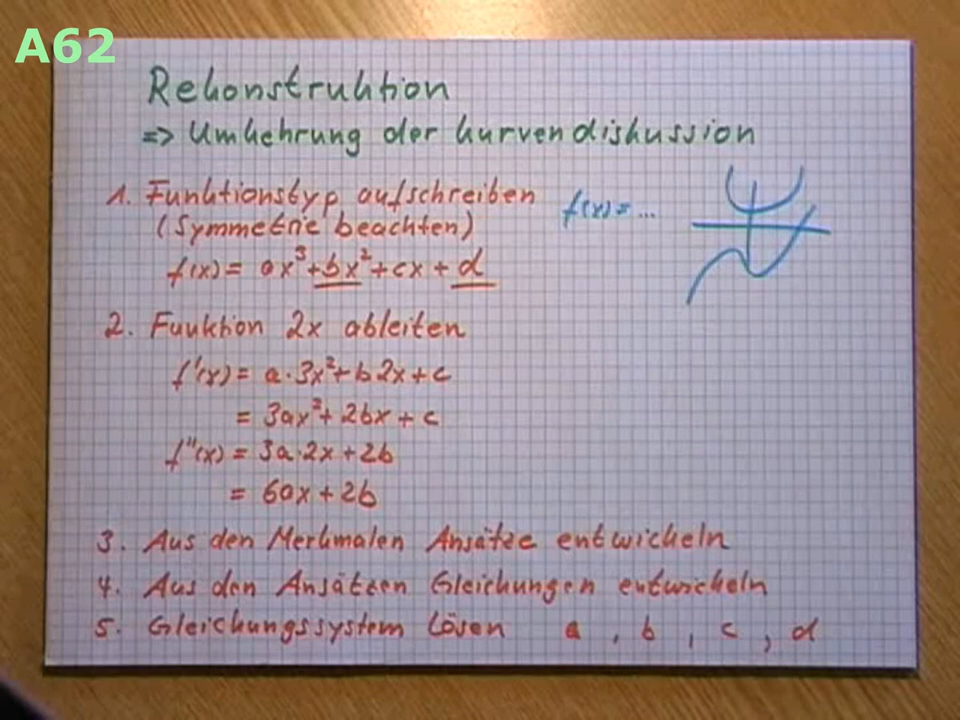 A62
Rekonstruktion
=> Umkehrung der Kurvendiskussion
1. Funktionstyp aufschreiben f(x) = ...
(Symmetrie beachten)
f(x) = ax³ + bx² + cx + d
2. Funktion 2x ableiten
f'(x) = a·3x² + b2x + c
= 3ax² + 2bx + c
f''(x) = 3a·2x + 2b
= 6ax + 2b
3. Aus den Merkmalen Ansätze entwickeln
4. Aus den Ansätzen Gleichungen entwickeln
5. Gleichungssystem lösen a, b, c, d